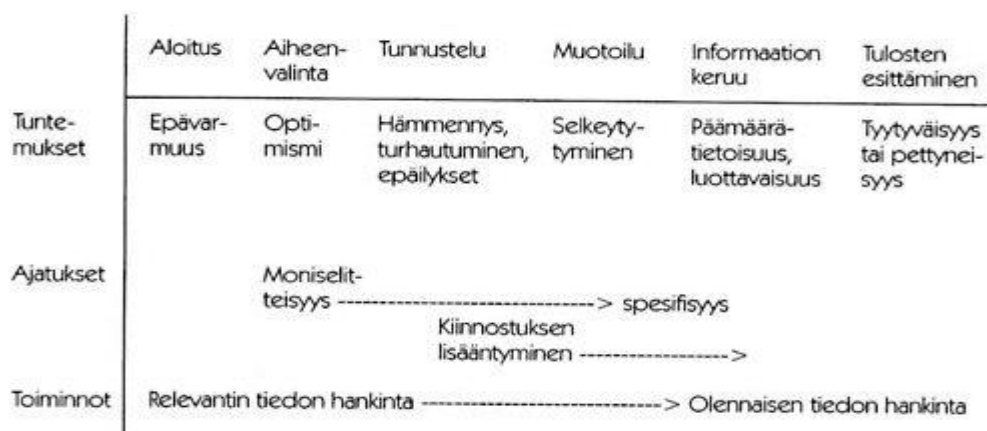 Aloitus Aiheen- Tunnustelu Muotoilu Informaation Tulosten
valinta keruu esittäminen
Tunte- Epävar- Opti- Hämmennys, Selkeyty- Päämäärä- Tyytyväisyys
mukset muus mismi turhautuminen, tyminen tietoisuus, tai pettynei-
epäilykset luottavaisuus syys
Ajatukset Moniselit-
teisyys ----------------------------> spesifisyys
Kiinnostuksen
lisääntyminen ------------------>
Toiminnot Relevantin tiedon hankinta ----------------------------> Olennaisen tiedon hankinta